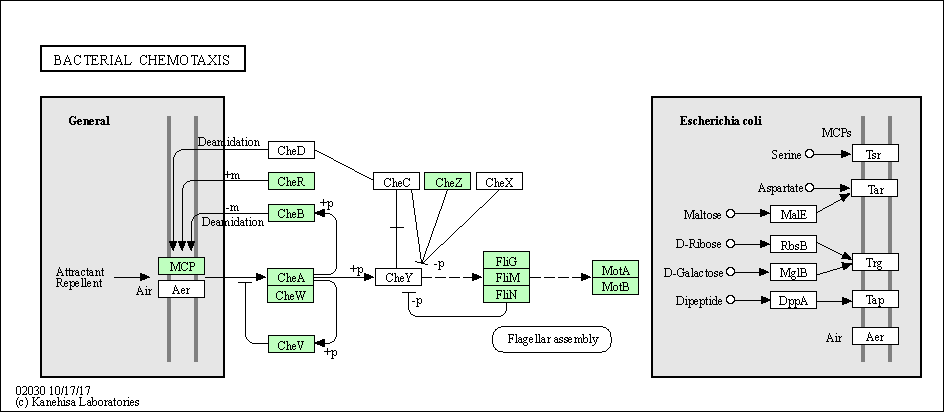 BACTERIAL CHEMOTAXIS
General
Deamidation
CheD
+m
CheR
-m
CheB
+p
Deamidation
MCP
Attractant
Repellent
Air
Aer
CheA
CheW
CheV
+p
+p
CheC
CheZ
CheX
-p
CheY
-p
FliG
FliM
FliN
MotA
MotB
Flagellar assembly
Escherichia coli
MCPs
Serine
Tsr
Aspartate
Tar
Maltose
MalE
D-Ribose
RbsB
Trg
D-Galactose
MglB
Dipeptide
DppA
Tap
Air
Aer
02030 10/17/17
(c) Kanehisa Laboratories